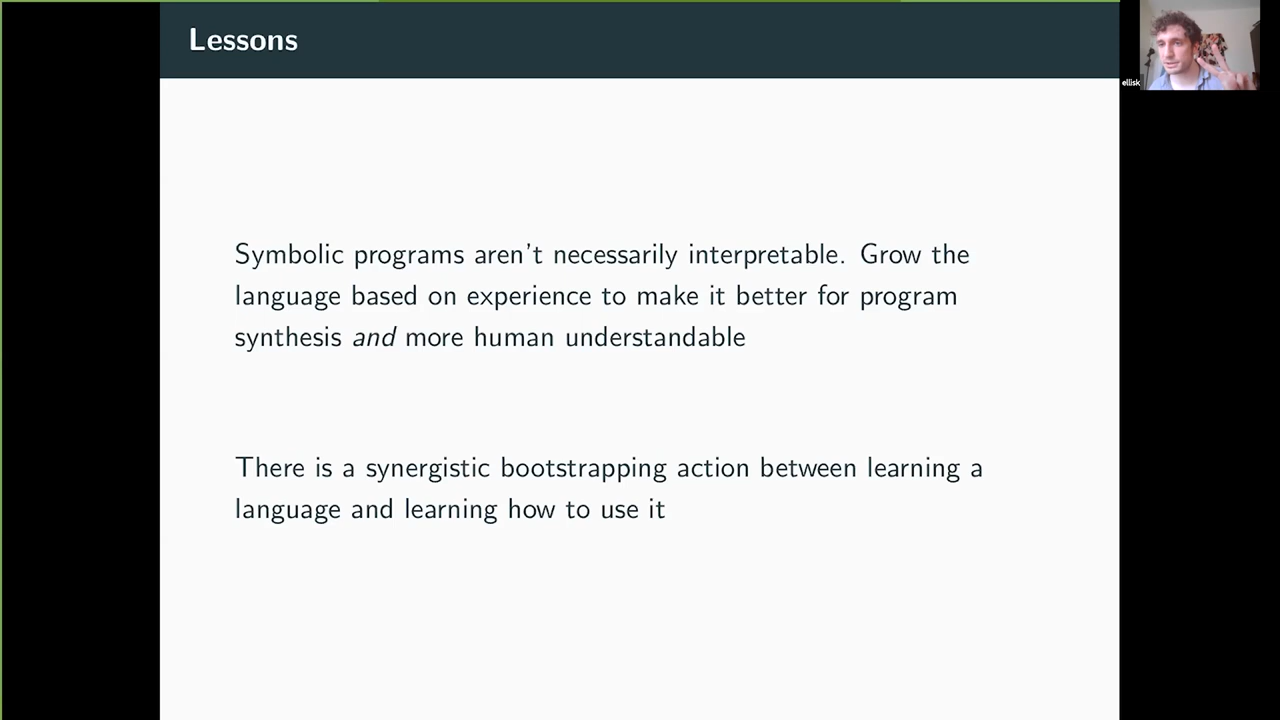 Lessons
ellisk
Symbolic programs aren't necessarily interpretable. Grow the
language based on experience to make it better for program
synthesis and more human understandable
There is a synergistic bootstrapping action between learning a
language and learning how to use it